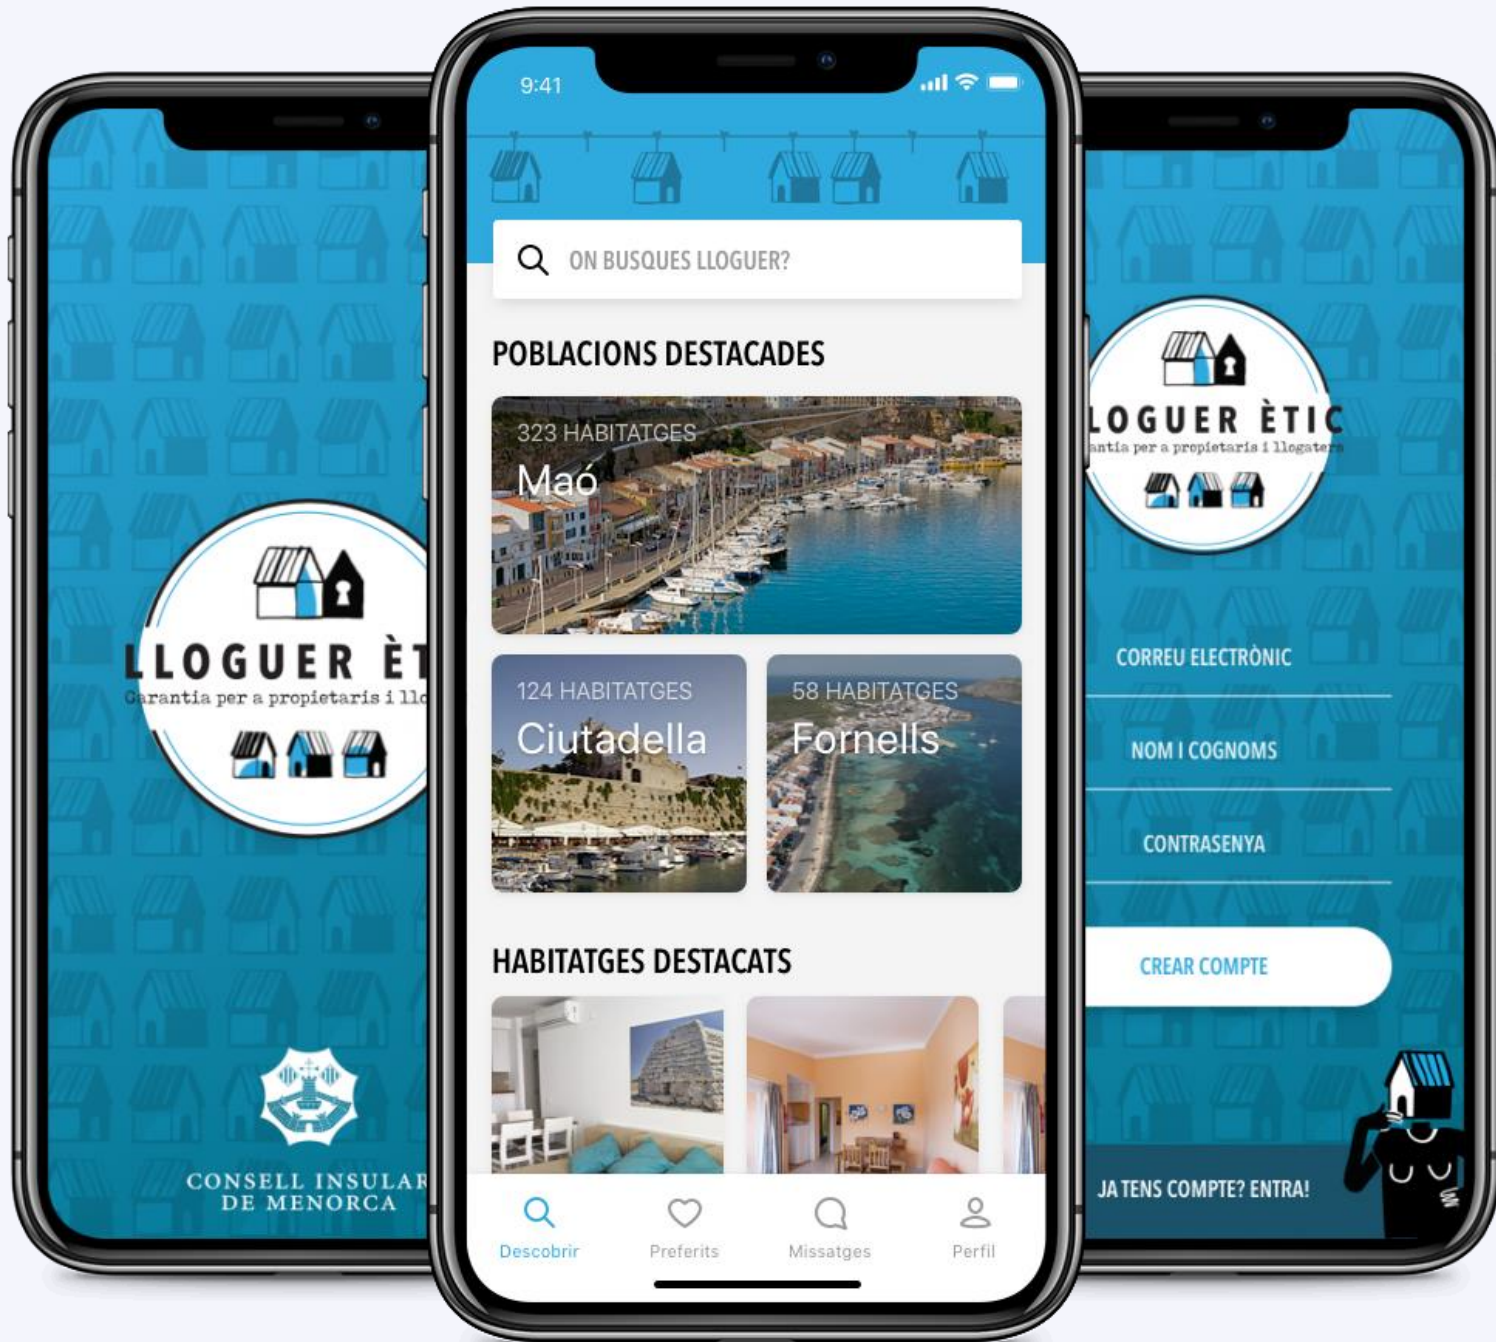 LLOGUER ÈT
Garantia per a propietaris i llo
CONSELL INSULAR
DE MENORCA
9:41
ON BUSQUES LLOGUER?
POBLACIONS DESTACADES
323 HABITATGES
Maó
124 HABITATGES
Ciutadella
58 HABITATGES
Fornells
HABITATGES DESTACATS
Descobrir
Preferits
Missatges
Perfil
LOGUER ÈTIC
antia per a propietaris i llogaters
CORREU ELECTRÒNIC
NOM I COGNOMS
CONTRASENYA
CREAR COMPTE
JA TENS COMPTE? ENTRA!